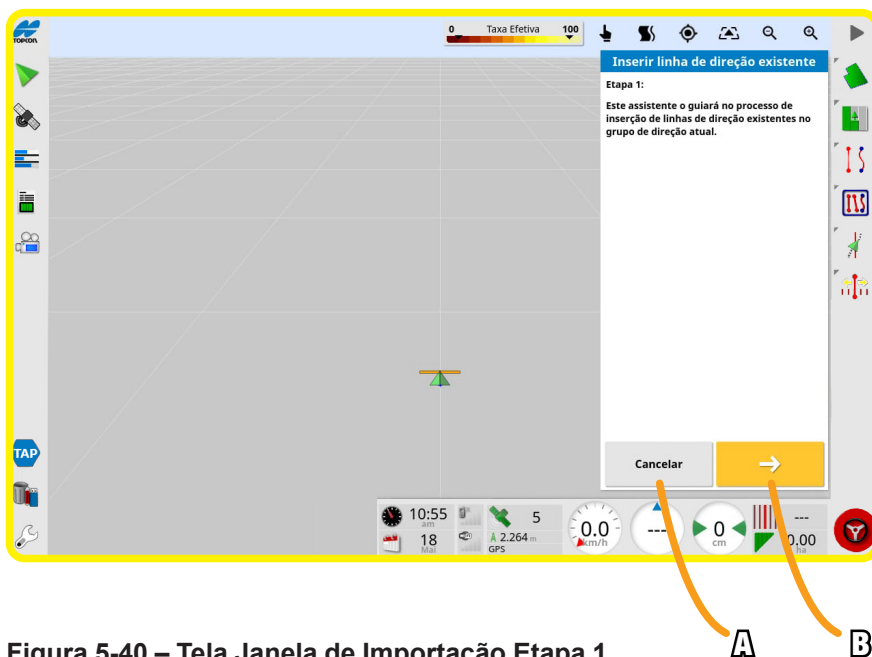 TOPCON
0 Taxa Efetiva 100
Inserir linha de direção existente
Etapa 1:
Este assistente o guiará no processo de
inserção de linhas de direção existentes no
grupo de direção atual.
TAP
Cancelar
10:55
am
18
Mai
5
2.264 m
GPS
0.0
km/h
---
0
cm
---
0,00
ha
A
B
Figura 5-40 – Tela Janela de Importação Etapa 1